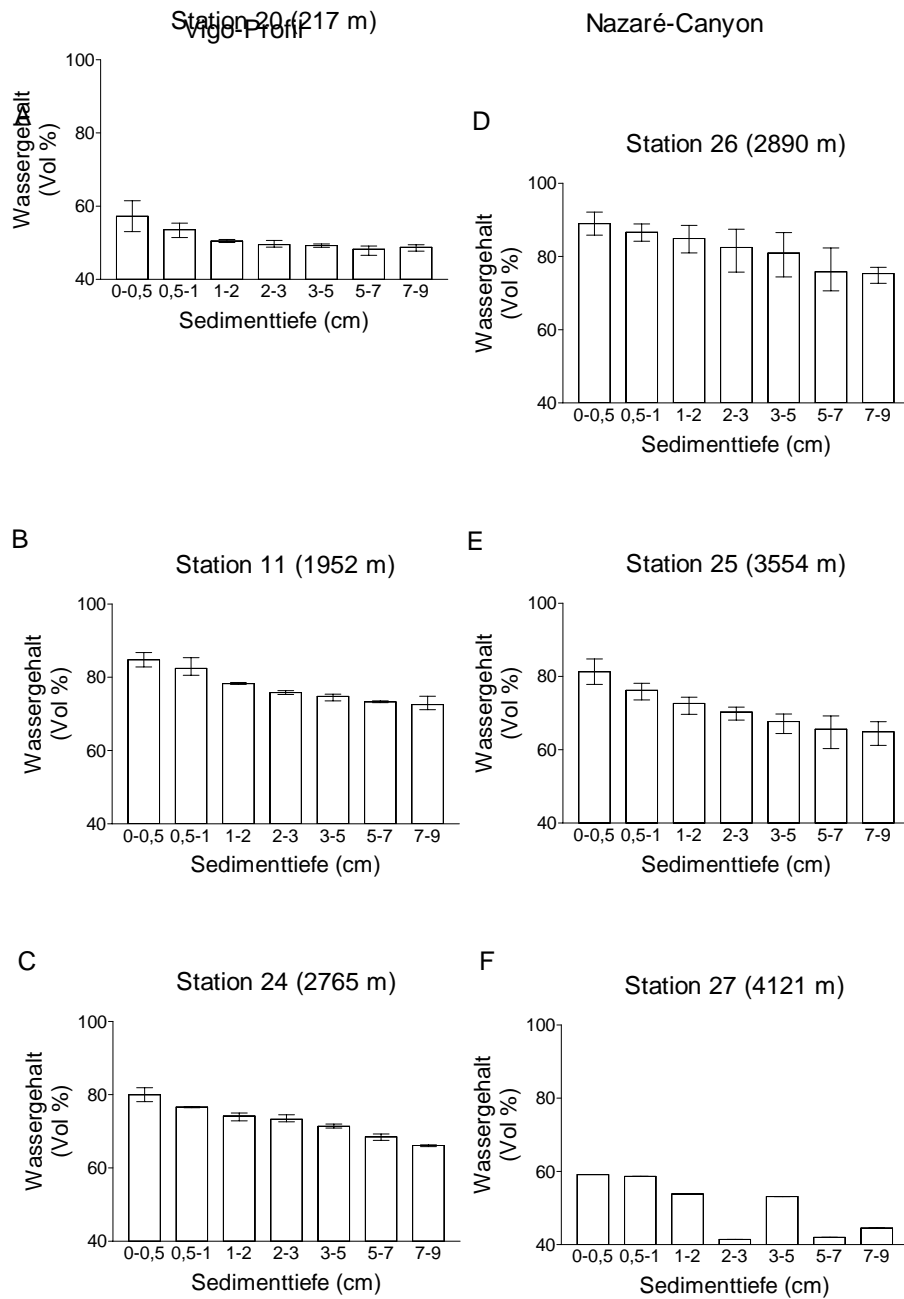 Vigo-Profil
Nazaré-Canyon
A
Station 20 (217 m)
Wassergehalt
(Vol %)
100
80
60
40
0-0,5 0,5-1 1-2 2-3 3-5 5-7 7-9
Sedimenttiefe (cm)
D
Station 26 (2890 m)
Wassergehalt
(Vol %)
100
80
60
40
0-0,5 0,5-1 1-2 2-3 3-5 5-7 7-9
Sedimenttiefe (cm)
B
Station 11 (1952 m)
Wassergehalt
(Vol %)
100
80
60
40
0-0,5 0,5-1 1-2 2-3 3-5 5-7 7-9
Sedimenttiefe (cm)
E
Station 25 (3554 m)
Wassergehalt
(Vol %)
100
80
60
40
0-0,5 0,5-1 1-2 2-3 3-5 5-7 7-9
Sedimenttiefe (cm)
C
Station 24 (2765 m)
Wassergehalt
(Vol %)
100
80
60
40
0-0,5 0,5-1 1-2 2-3 3-5 5-7 7-9
Sedimenttiefe (cm)
F
Station 27 (4121 m)
Wassergehalt
(Vol %)
100
80
60
40
0-0,5 0,5-1 1-2 2-3 3-5 5-7 7-9
Sedimenttiefe (cm)